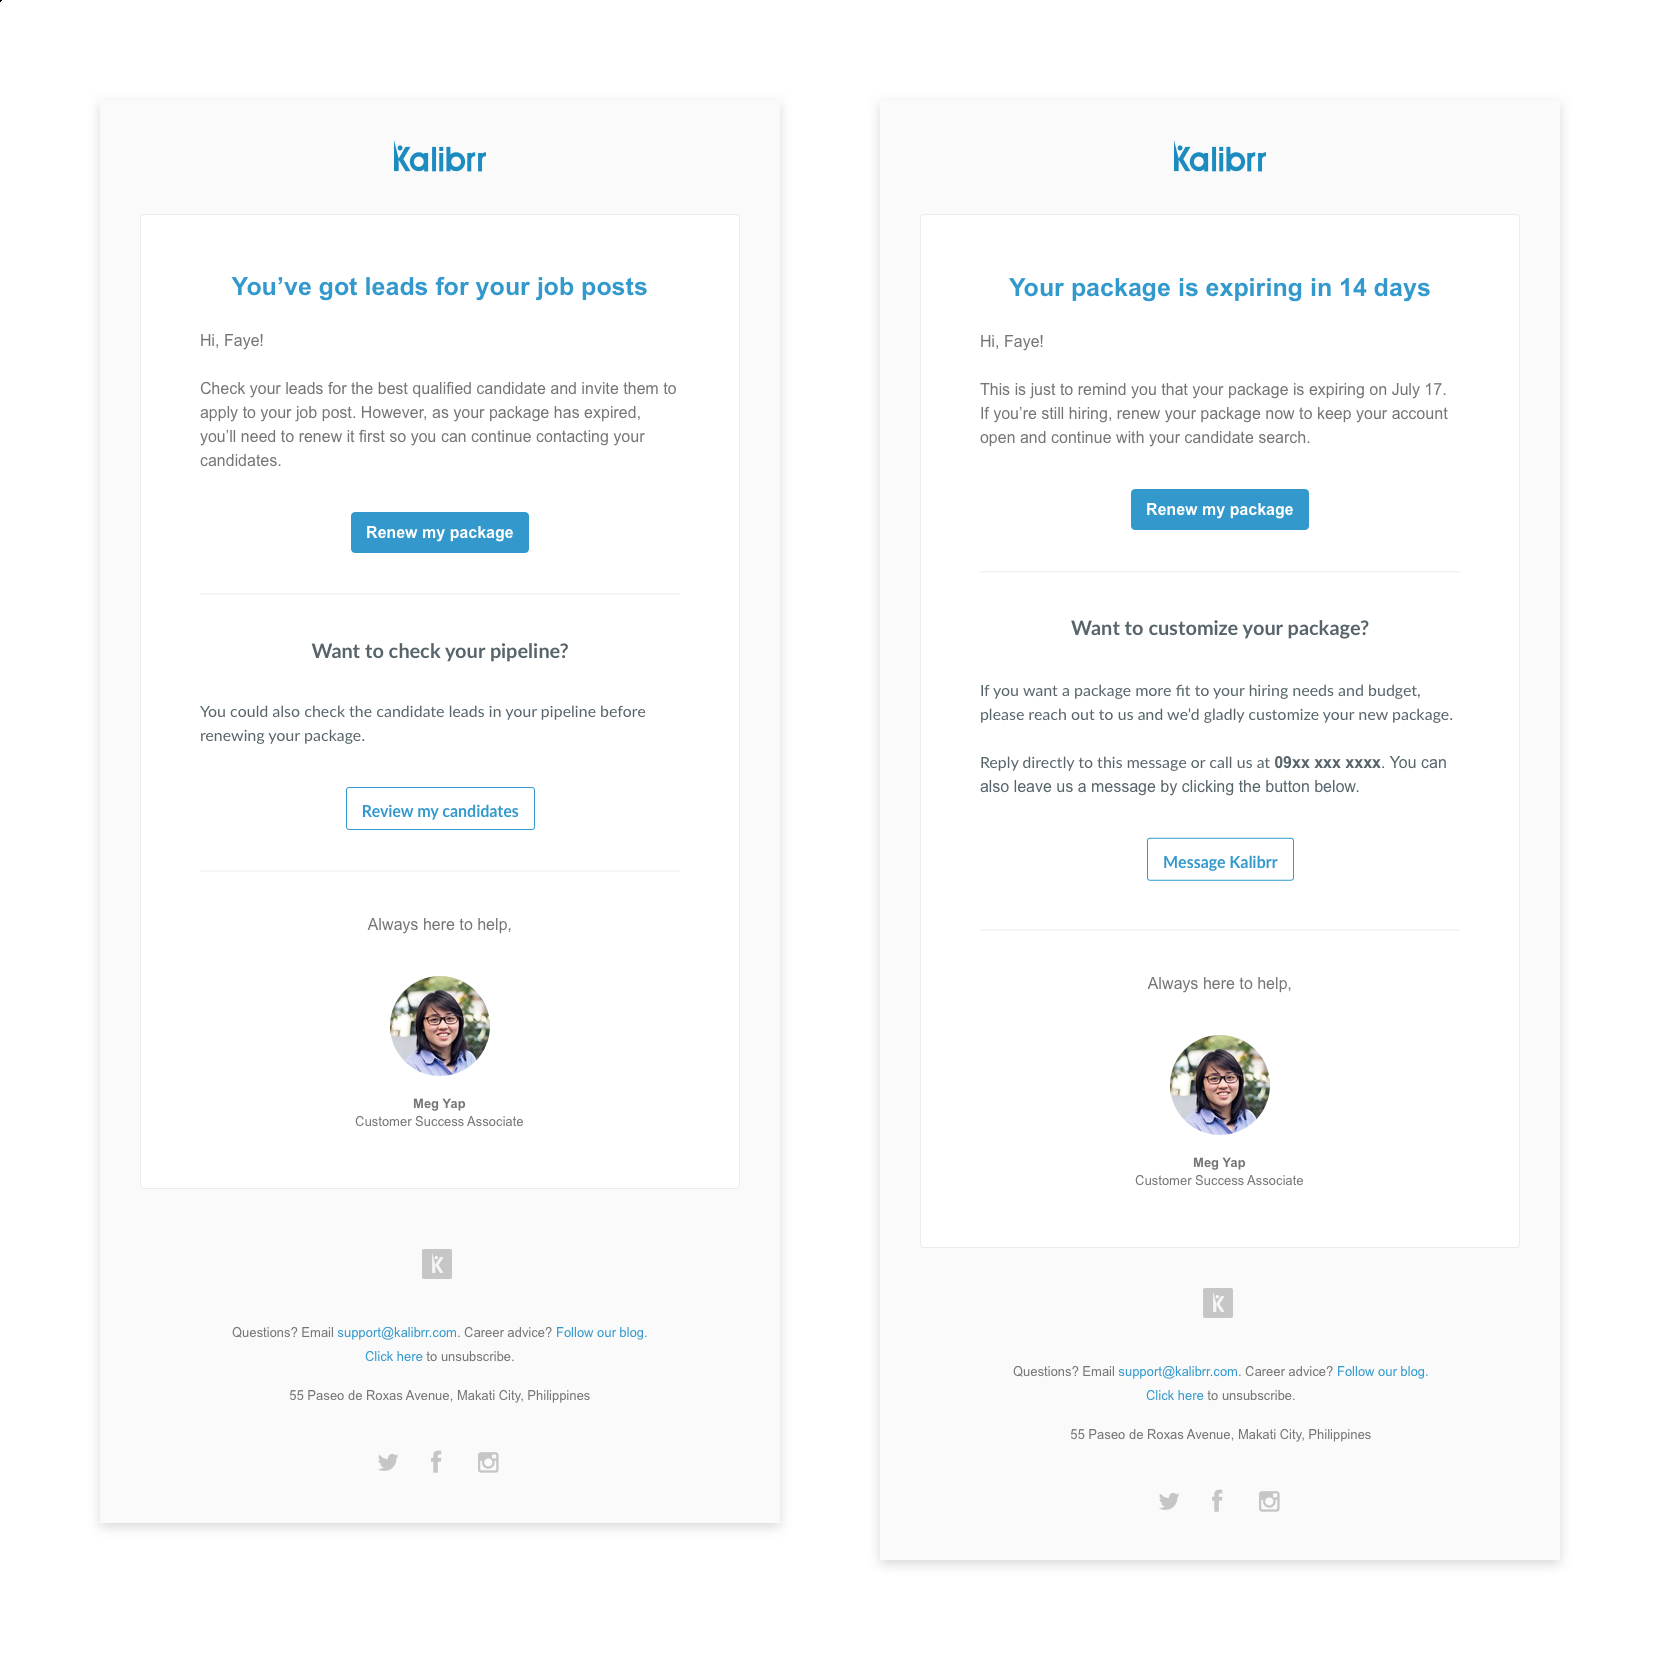 Kalibrr
You’ve got leads for your job posts
Hi, Faye!
Check your leads for the best qualified candidate and invite them to
apply to your job post. However, as your package has expired,
you’ll need to renew it first so you can continue contacting your
candidates.
Renew my package
Want to check your pipeline?
You could also check the candidate leads in your pipeline before
renewing your package.
Review my candidates
Always here to help,
Meg Yap
Customer Success Associate
K
Questions? Email support@kalibrr.com. Career advice? Follow our blog.
Click here to unsubscribe.
55 Paseo de Roxas Avenue, Makati City, Philippines
Kalibrr
Your package is expiring in 14 days
Hi, Faye!
This is just to remind you that your package is expiring on July 17.
If you’re still hiring, renew your package now to keep your account
open and continue with your candidate search.
Renew my package
Want to customize your package?
If you want a package more fit to your hiring needs and budget,
please reach out to us and we’d gladly customize your new package.
Reply directly to this message or call us at 09xx xxx xxxx. You can
also leave us a message by clicking the button below.
Message Kalibrr
Always here to help,
Meg Yap
Customer Success Associate
K
Questions? Email support@kalibrr.com. Career advice? Follow our blog.
Click here to unsubscribe.
55 Paseo de Roxas Avenue, Makati City, Philippines